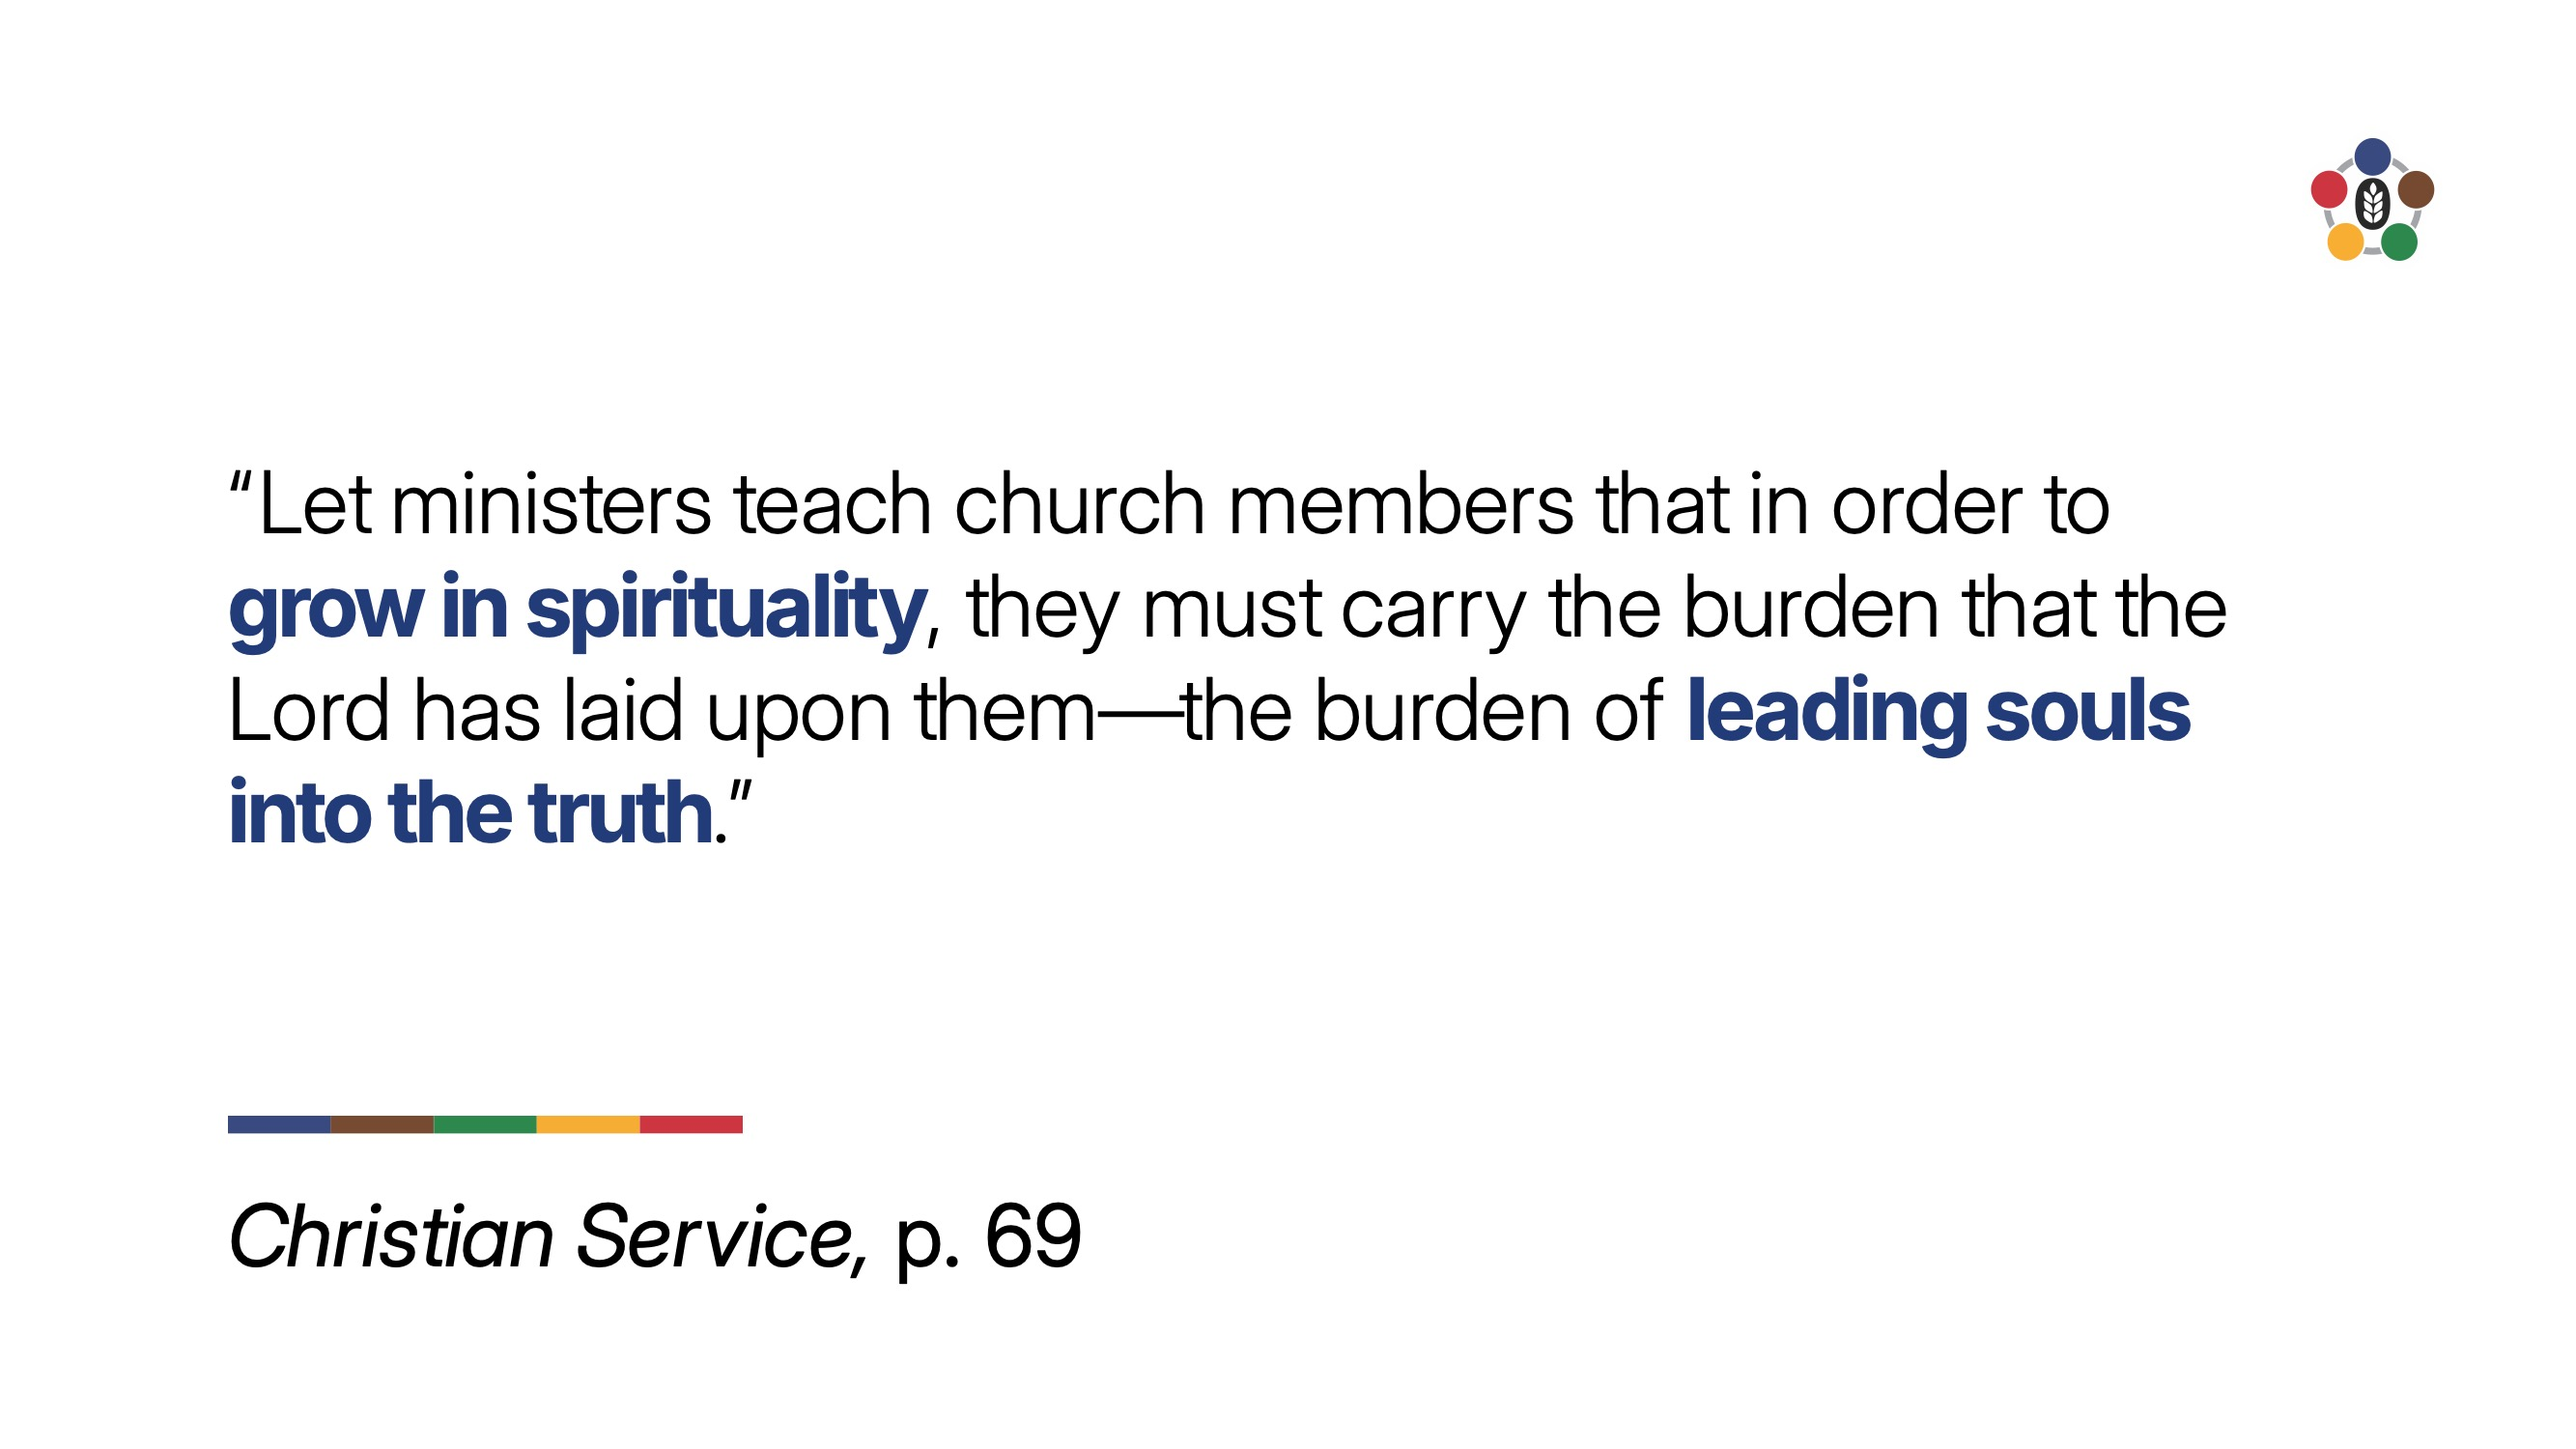 “Let ministers teach church members that in order to
grow in spirituality, they must carry the burden that the
Lord has laid upon them—the burden of leading souls
into the truth.”
Christian Service, p. 69